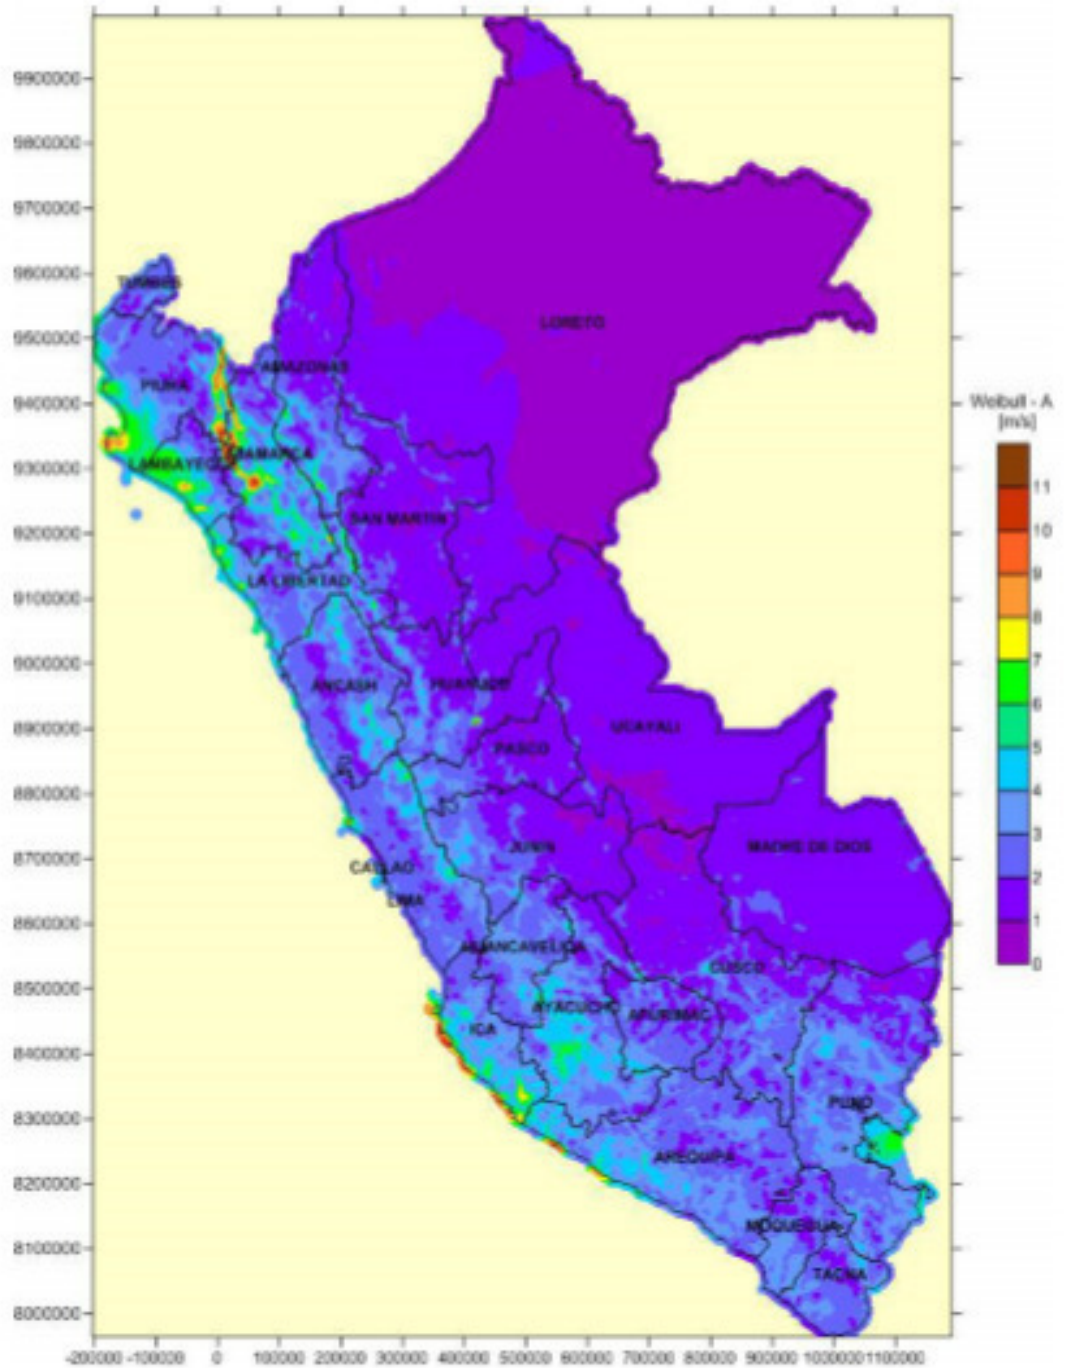 9900000
9800000
9700000
9600000
9500000
9400000
9300000
9200000
9100000
9000000
8900000
8800000
8700000
8600000
8500000
8400000
8300000
8200000
8100000
8000000
-200000 -100000 0 100000 200000 300000 400000 500000 600000 700000 800000 900000 1000000 1100000
TUMBES
LORETO
PIURA
AMAZONAS
CAJAMARCA
LAMBAYEQUE
SAN MARTIN
LA LIBERTAD
ANCASH
HUANUCO
UCAYALI
PASCO
JUNIN
MADRE DE DIOS
CALLAO
LIMA
HUANCAVELICA
CUSCO
AYACUCHO
APURIMAC
ICA
PUNO
AREQUIPA
MOQUEGUA
TACNA
Weibull - A
[m/s]
11
10
9
8
7
6
5
4
3
2
1
0